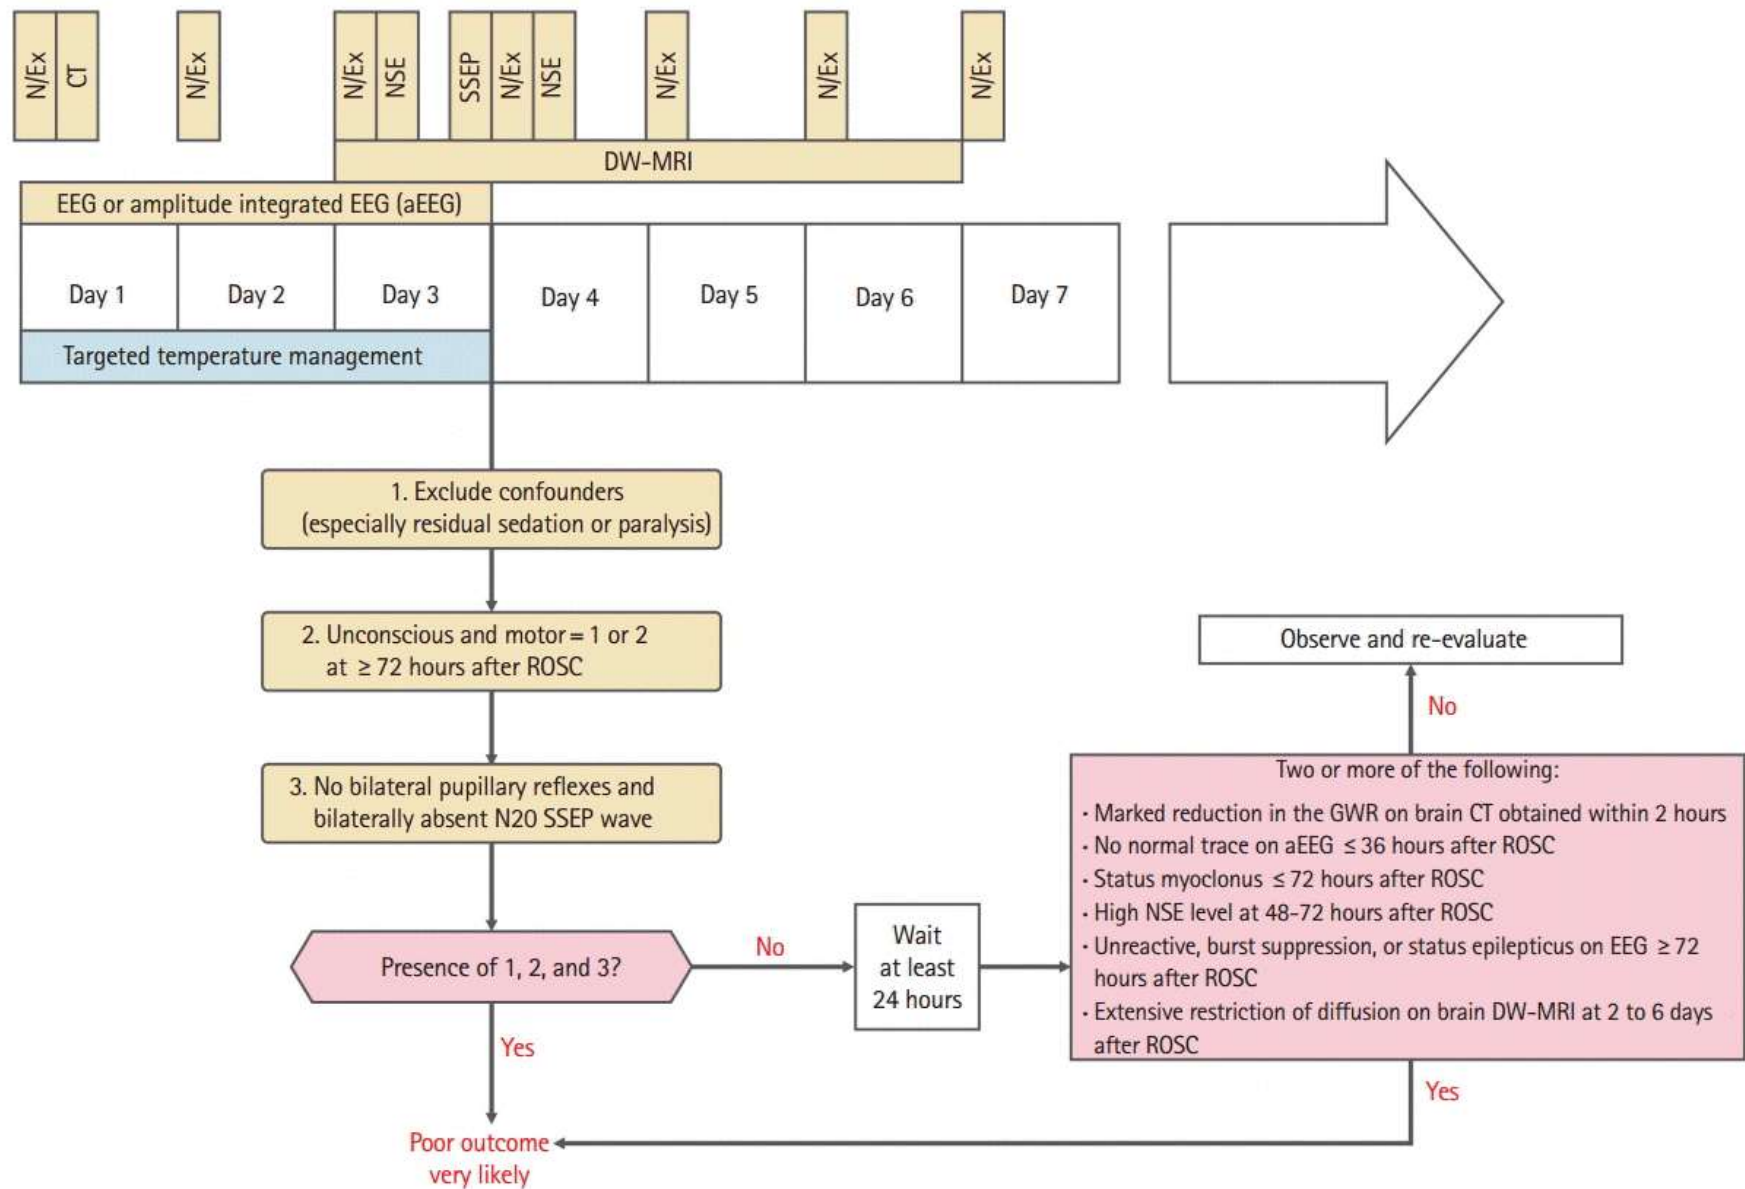 N/Ex
CT
N/Ex
N/Ex
NSE
SSEP
N/Ex
NSE
N/Ex
N/Ex
N/Ex
DW-MRI
EEG or amplitude integrated EEG (aEEG)
Day 1
Day 2
Day 3
Day 4
Day 5
Day 6
Day 7
Targeted temperature management
1. Exclude confounders
(especially residual sedation or paralysis)
2. Unconscious and motor = 1 or 2
at ≥ 72 hours after ROSC
3. No bilateral pupillary reflexes and
bilaterally absent N20 SSEP wave
Presence of 1, 2, and 3?
No
Wait
at least
24 hours
Two or more of the following:
· Marked reduction in the GWR on brain CT obtained within 2 hours
· No normal trace on aEEG ≤ 36 hours after ROSC
· Status myoclonus ≤ 72 hours after ROSC
· High NSE level at 48-72 hours after ROSC
· Unreactive, burst suppression, or status epilepticus on EEG ≥ 72
hours after ROSC
· Extensive restriction of diffusion on brain DW-MRI at 2 to 6 days
after ROSC
No
Observe and re-evaluate
Yes
Yes
Poor outcome
very likely